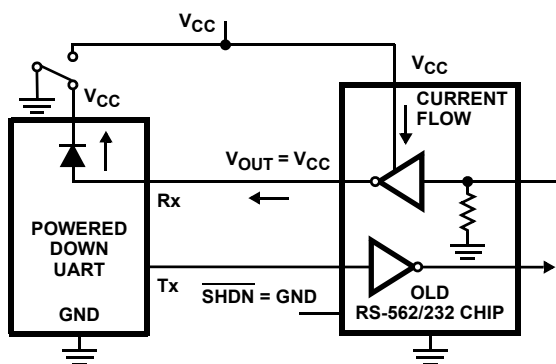 VCC
VCC
VCC
CURRENT
FLOW
VOUT = VCC
Rx
POWERED
DOWN
UART
Tx
SHDN = GND
GND
OLD
RS-562/232 CHIP